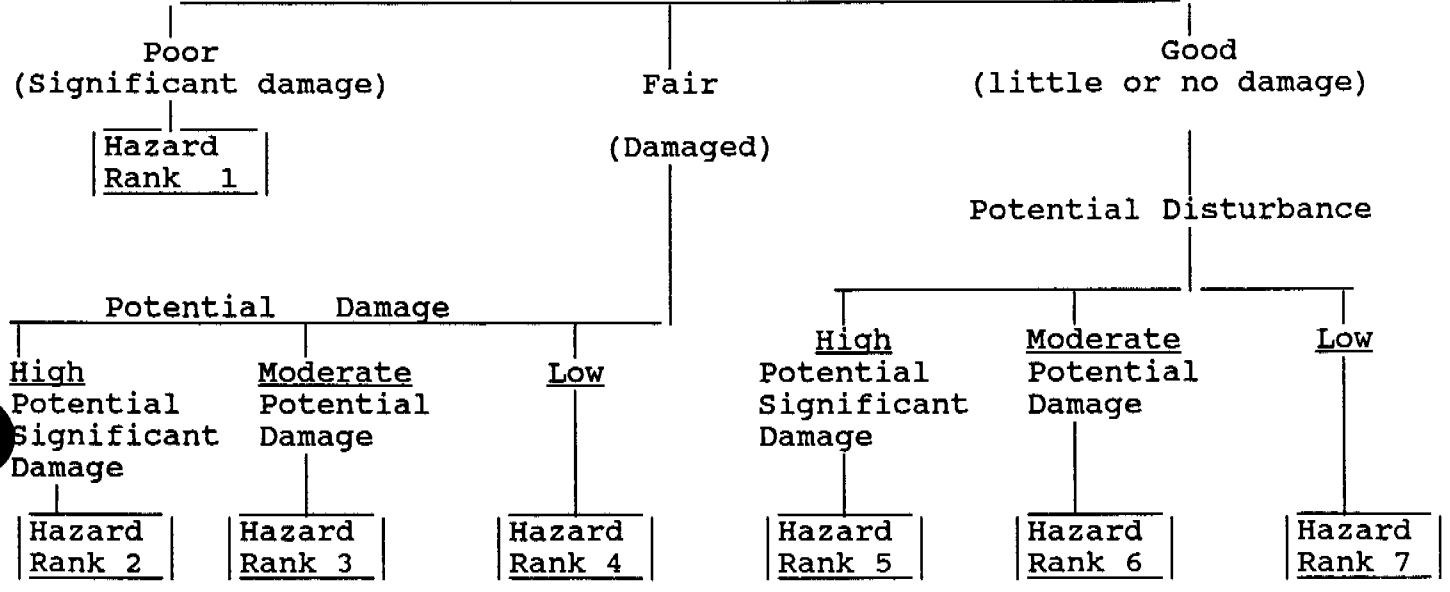 Poor
(Significant damage)
Hazard
Rank 1
Fair
(Damaged)
Good
(little or no damage)
Potential Disturbance
Potential Damage
High
Potential
Significant
Damage
Hazard
Rank 2
Moderate
Potential
Damage
Hazard
Rank 3
Low
Hazard
Rank 4
High
Potential
Significant
Damage
Hazard
Rank 5
Moderate
Potential
Damage
Hazard
Rank 6
Low
Hazard
Rank 7